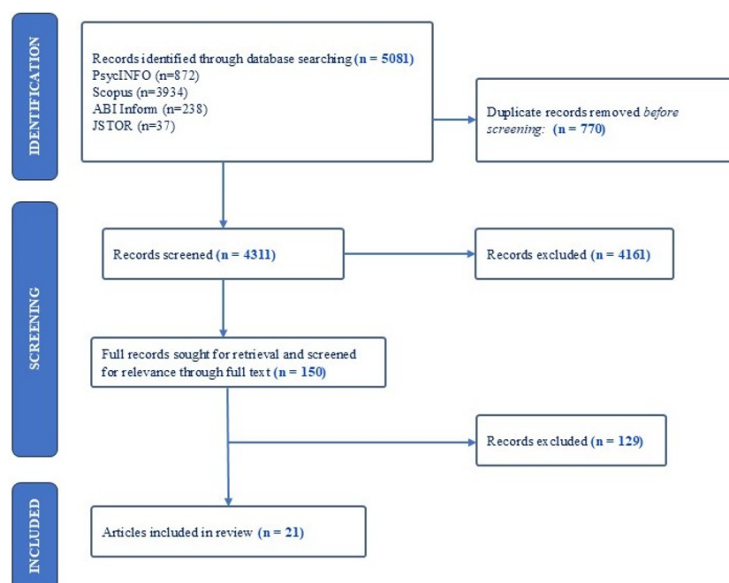 IDENTIFICATION
Records identified through database searching (n = 5081)
PsycINFO (n=872)
Scopus (n=3934)
ABI Inform (n=238)
JSTOR (n=37)
Duplicate records removed before
screening: (n = 770)
SCREENING
Records screened (n = 4311)
Records excluded (n = 4161)
Full records sought for retrieval and screened
for relevance through full text (n = 150)
Records excluded (n = 129)
INCLUDED
Articles included in review (n = 21)